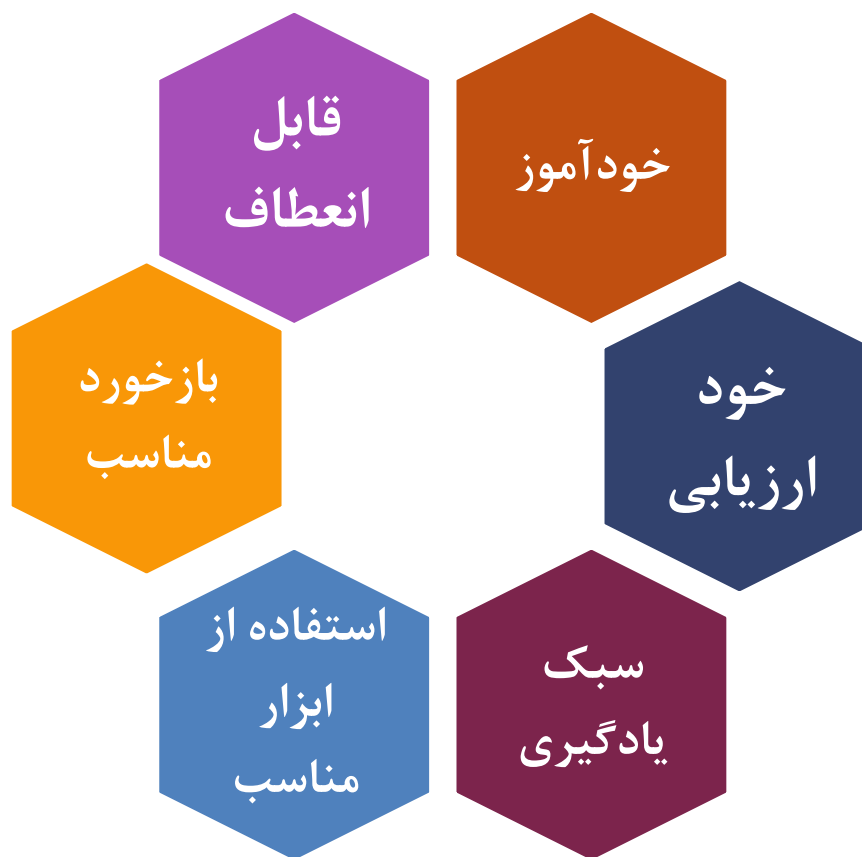 خودآموز
خود
ارزیابی
سبک
یادگیری
استفاده از
ابزار
مناسب
بازخورد
مناسب
قابل
انعطاف